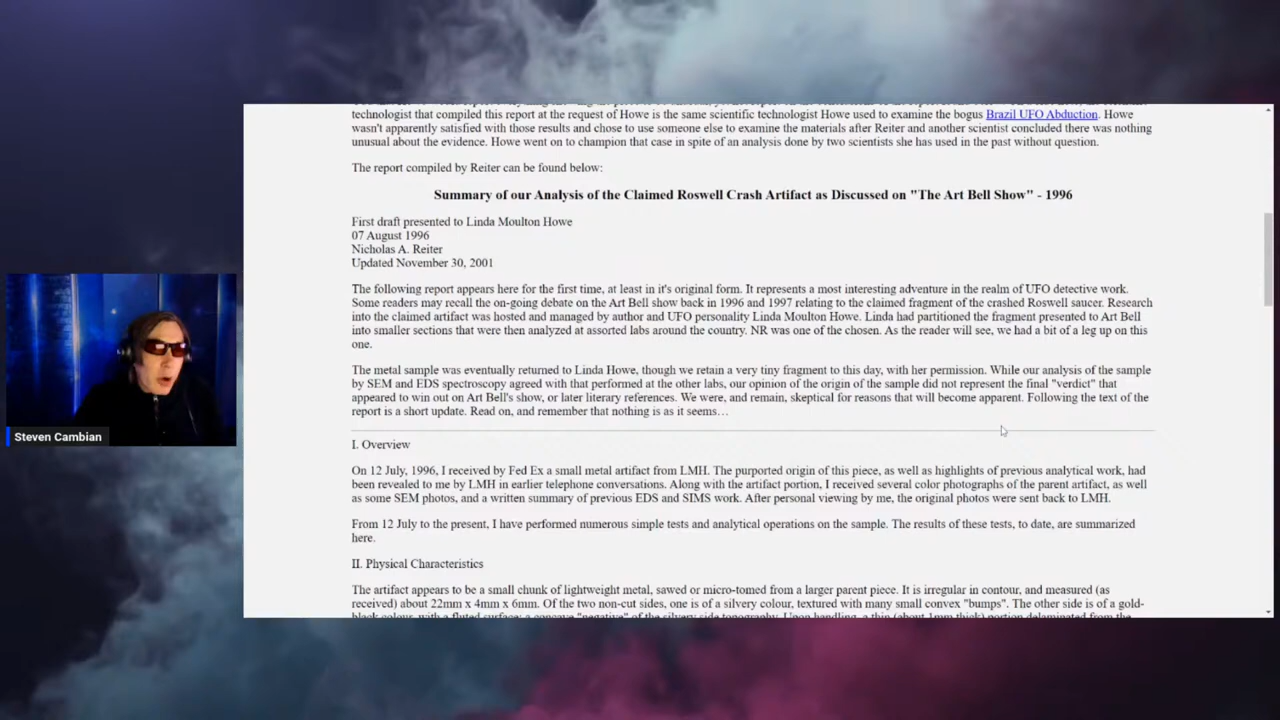 technologist that compiled this report at the request of Howe is the same scientific technologist Howe used to examine the bogus Brazil UFO Abduction. Howe
wasn't apparently satisfied with those results and chose to use someone else to examine the materials after Reiter and another scientist concluded there was nothing
unusual about the evidence. Howe went on to champion that case in spite of an analysis done by two scientists she has used in the past without question.
The report compiled by Reiter can be found below:
Summary of our Analysis of the Claimed Roswell Crash Artifact as Discussed on "The Art Bell Show" - 1996
First draft presented to Linda Moulton Howe
07 August 1996
Nicholas A. Reiter
Updated November 30, 2001
The following report appears here for the first time, at least in it's original form. It represents a most interesting adventure in the realm of UFO detective work.
Some readers may recall the on-going debate on the Art Bell show back in 1996 and 1997 relating to the claimed fragment of the crashed Roswell saucer. Research
into the claimed artifact was hosted and managed by author and UFO personality Linda Moulton Howe. Linda had partitioned the fragment presented to Art Bell
into smaller sections that were then analyzed at assorted labs around the country. NR was one of the chosen. As the reader will see, we had a bit of a leg up on this
one.
The metal sample was eventually returned to Linda Howe, though we retain a very tiny fragment to this day, with her permission. While our analysis of the sample
by SEM and EDS spectroscopy agreed with that performed at the other labs, our opinion of the origin of the sample did not represent the final "verdict" that
appeared to win out on Art Bell's show, or later literary references. We were, and remain, skeptical for reasons that will become apparent. Following the text of the
report is a short update. Read on, and remember that nothing is as it seems…
I. Overview
On 12 July, 1996, I received by Fed Ex a small metal artifact from LMH. The purported origin of this piece, as well as highlights of previous analytical work, had
been revealed to me by LMH in earlier telephone conversations. Along with the artifact portion, I received several color photographs of the parent artifact, as well
as some SEM photos, and a written summary of previous EDS and SIMS work. After personal viewing by me, the original photos were sent back to LMH.
From 12 July to the present, I have performed numerous simple tests and analytical operations on the sample. The results of these tests, to date, are summarized
here.
II. Physical Characteristics
The artifact appears to be a small chunk of lightweight metal, sawed or micro-tomed from a larger parent piece. It is irregular in contour, and measured (as
received) about 22mm x 4mm x 6mm. Of the two non-cut sides, one is of a silvery colour, textured with many small convex "bumps". The other side is of a gold-
black colour, with a fluted surface; a concave "negative" of the silvery side topography. Upon handling, a thin (about 1mm thick) portion delaminated from the
Steven Cambian